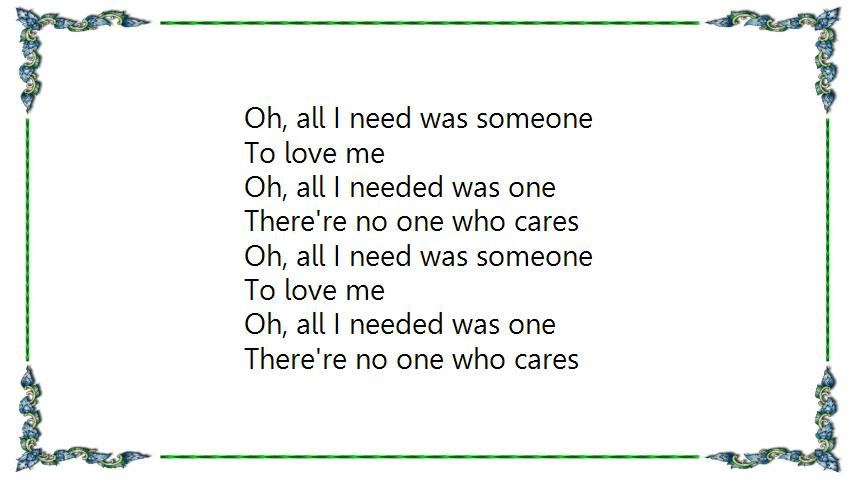 Oh, all I need was someone
To love me
Oh, all I needed was one
There're no one who cares
Oh, all I need was someone
To love me
Oh, all I needed was one
There're no one who cares